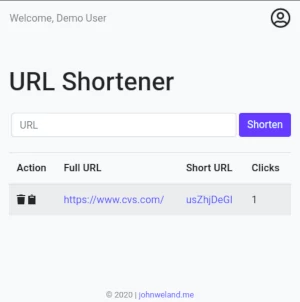 Welcome, Demo User
URL Shortener
URL Shorten
Action Full URL Short URL Clicks
https://www.cvs.com/ usZhjDeGl 1
© 2020 | johnweland.me